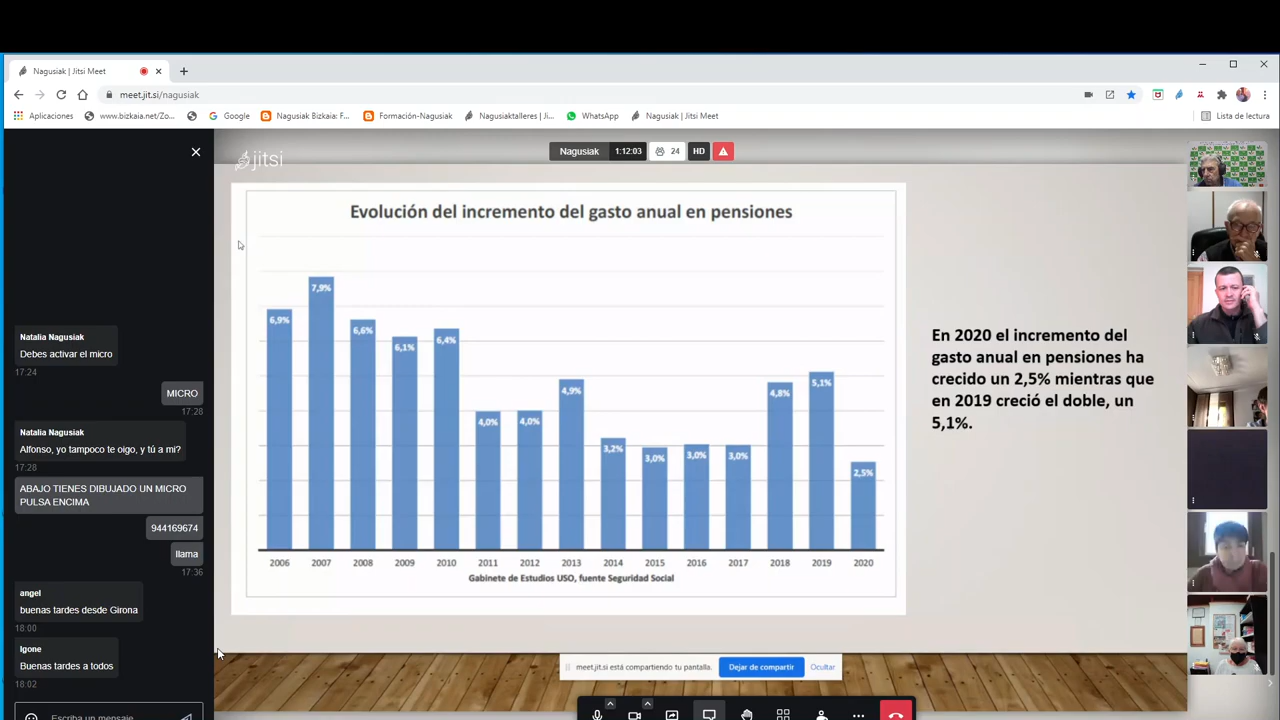 Nagusiak | Jitsi Meet
meet.jit.si/nagusiak
Aplicaciones
www.bizkaia.net/Zo...
Google
Nagusiak Bizkaia: F...
Formación-Nagusiak
Nagusiaktalleres | Ji...
WhatsApp
Nagusiak | Jitsi Meet
Lista de lectura
jitsi
Nagusiak
1:12:03
24
HD
Natalia Nagusiak
Debes activar el micro
17:24
MICRO
17:28
Natalia Nagusiak
Alfonso, yo tampoco te oigo, y tú a mi?
17:28
ABAJO TIENES DIBUJADO UN MICRO
PULSA ENCIMA
944169674
llama
17:36
angel
buenas tardes desde Girona
18:00
Igone
Buenas tardes a todos
18:02
Escriba un mensaje
Evolución del incremento del gasto anual en pensiones
6,9%
7,9%
6,6%
6,1%
6,4%
4,0%
4,0%
4,9%
3,2%
3,0%
3,0%
3,0%
4,8%
5,1%
2,5%
2006 2007 2008 2009 2010 2011 2012 2013 2014 2015 2016 2017 2018 2019 2020
Gabinete de Estudios USO, fuente Seguridad Social
En 2020 el incremento del
gasto anual en pensiones ha
crecido un 2,5% mientras que
en 2019 creció el doble, un
5,1%.
meet.jit.si está compartiendo tu pantalla.
Dejar de compartir
Ocultar